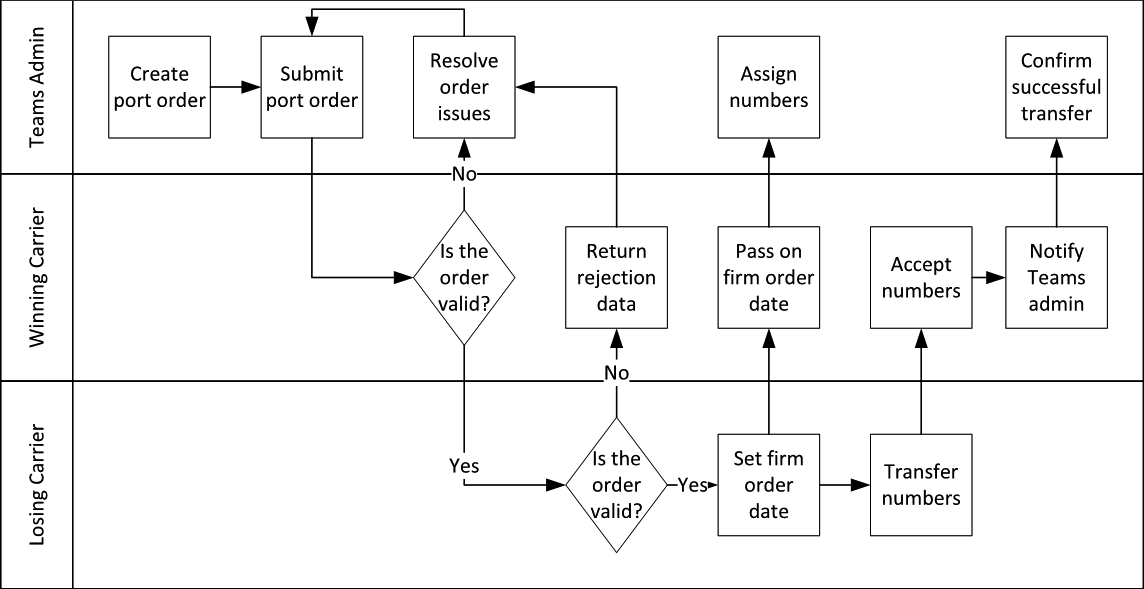 Teams Admin
Create
port order
Submit
port order
Resolve
order
issues
Assign
numbers
Confirm
successful
transfer
No
Winning Carrier
Is the
order
valid?
Return
rejection
data
Pass on
firm order
date
Accept
numbers
Notify
Teams
admin
No
Losing Carrier
Yes
Is the
order
valid?
Yes
Set firm
order
date
Transfer
numbers